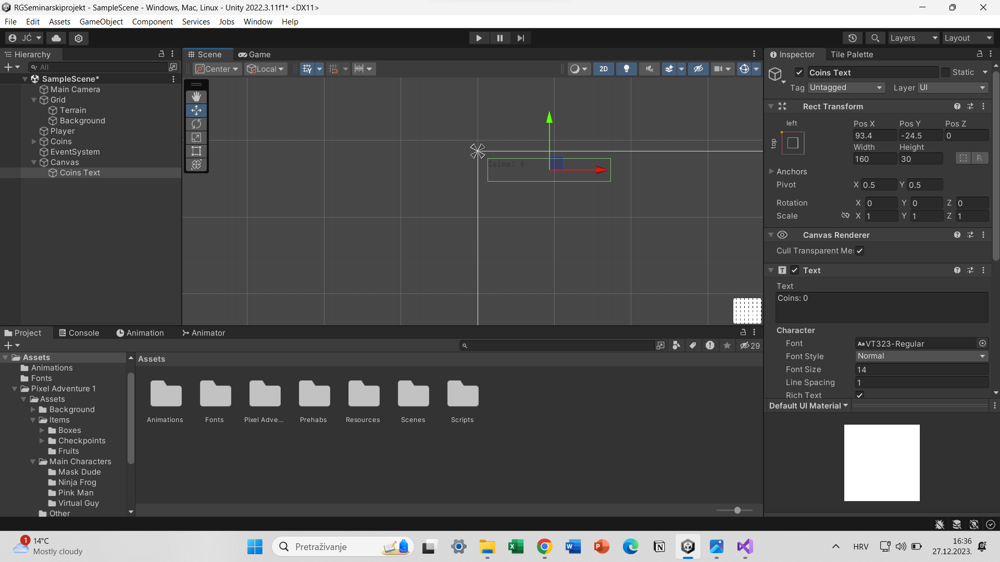 RGSeminarskiprojekt - SampleScene - Windows, Mac, Linux - Unity 2022.3.11f1* <DX11>
File Edit Assets GameObject Component Services Jobs Window Help
JĆ Layers Layout
Hierarchy
All
SampleScene*
Main Camera
Grid
Terrain
Background
Player
Coins
EventSystem
Canvas
Coins Text
Scene Game
Center Local 2D
Coins: 0
Inspector Tile Palette
Coins Text Static
Tag Untagged Layer UI
Rect Transform
left
top
Pos X Pos Y Pos Z
93.4 -24.5 0
Width Height
160 30 R
Anchors
Pivot X 0.5 Y 0.5
Rotation X 0 Y 0 Z 0
Scale X 1 Y 1 Z 1
Canvas Renderer
Cull Transparent Me
Text
Text
Coins: 0
Character
Font Aa VT323-Regular
Font Style Normal
Font Size 14
Line Spacing 1
Rich Text
Default UI Material
Project Console Animation Animator
29
Assets
Animations
Fonts
Pixel Adventure 1
Assets
Background
Items
Boxes
Checkpoints
Fruits
Main Characters
Mask Dude
Ninja Frog
Pink Man
Virtual Guy
Other
Assets
Animations Fonts Pixel Adve... Prehabs Resources Scenes Scripts
1
14°C
Mostly cloudy
Pretraživanje
HRV
16:36
27.12.2023.